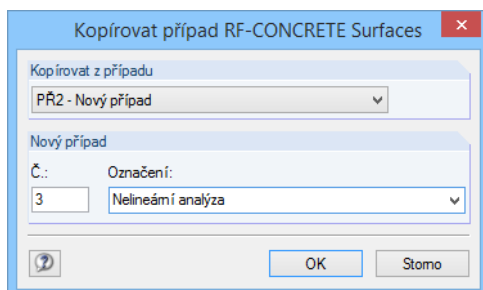 Kopírovat případ RF-CONCRETE Surfaces
Kopírovat z případu
PŘ2 - Nový případ
Nový případ
Č.: Označení:
3 Nelineární analýza
OK Storno